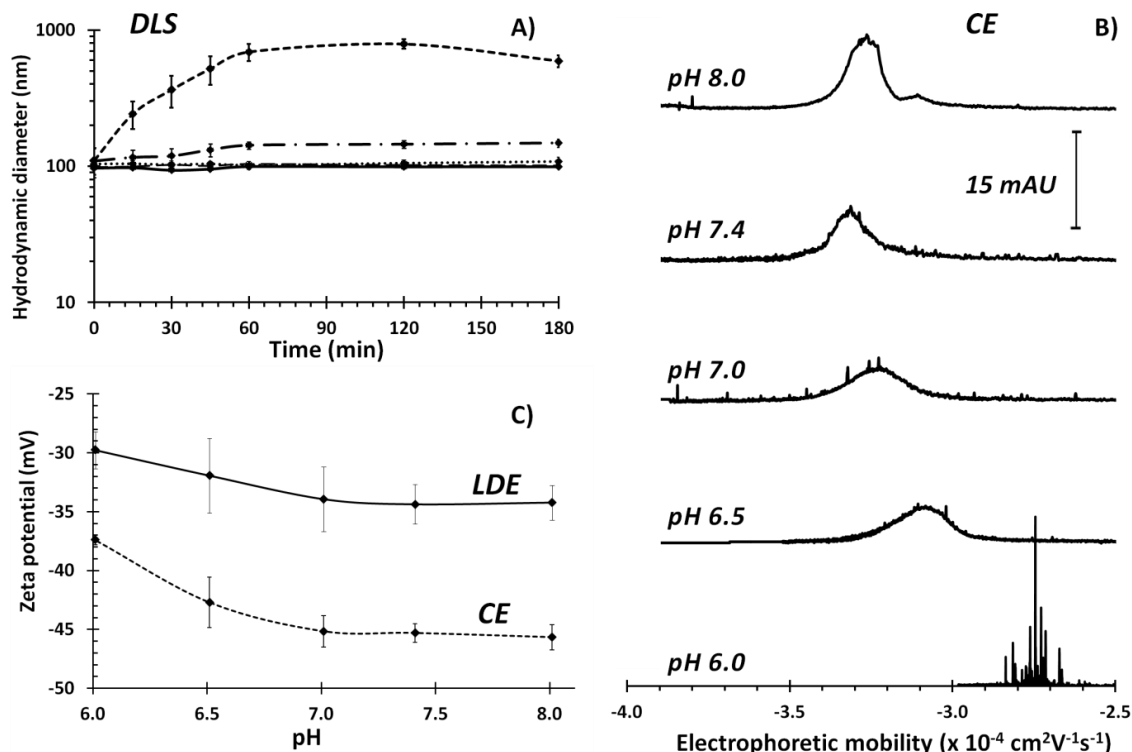 DLS
A)
Hydrodynamic diameter (nm)
1000
100
10
0
30
60
90
120
150
180
Time (min)
C)
Zeta potential (mV)
-25
-30
-35
-40
-45
-50
LDE
CE
6.0
6.5
7.0
7.5
8.0
pH
CE
B)
pH 8.0
15 mAU
pH 7.4
pH 7.0
pH 6.5
pH 6.0
-4.0
-3.5
-3.0
-2.5
Electrophoretic mobility (x 10⁻⁴ cm²V⁻¹s⁻¹)